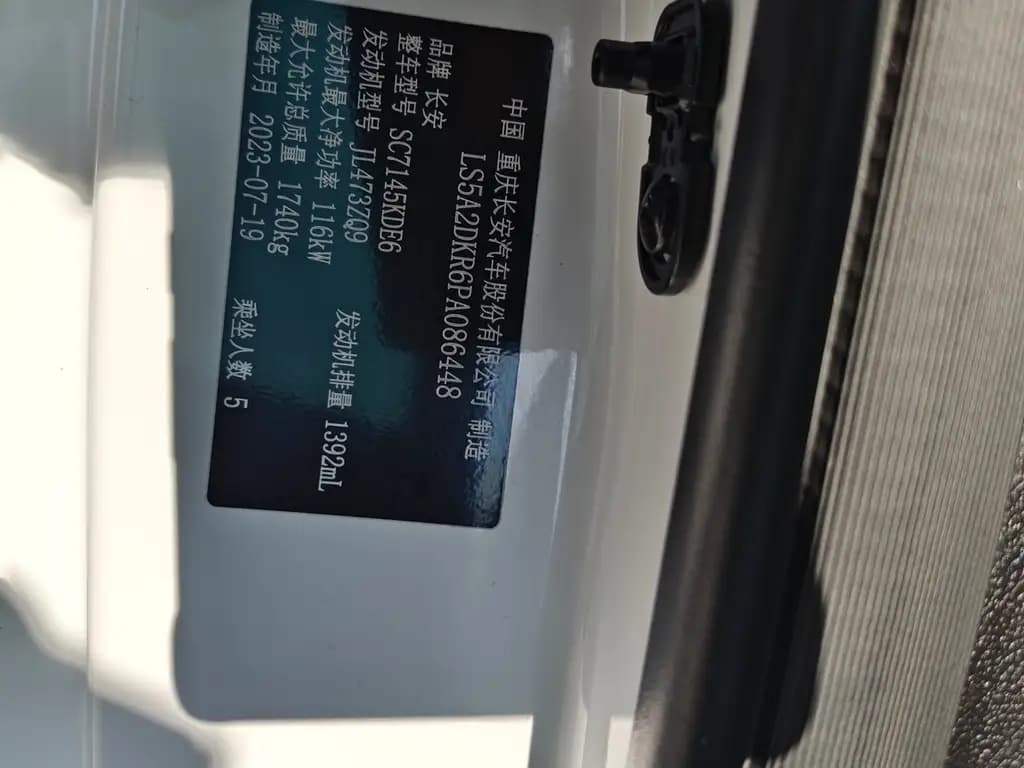 中国 重庆长安汽车股份有限公司 制造
LS5A2DKR6PA086448
品牌 长安
整车型号 SC7145KDE6
发动机型号 JL473ZQ9
发动机最大净功率 116kW 发动机排量 1392mL
最大允许总质量 1740kg
制造年月 2023-07-19 乘坐人数 5